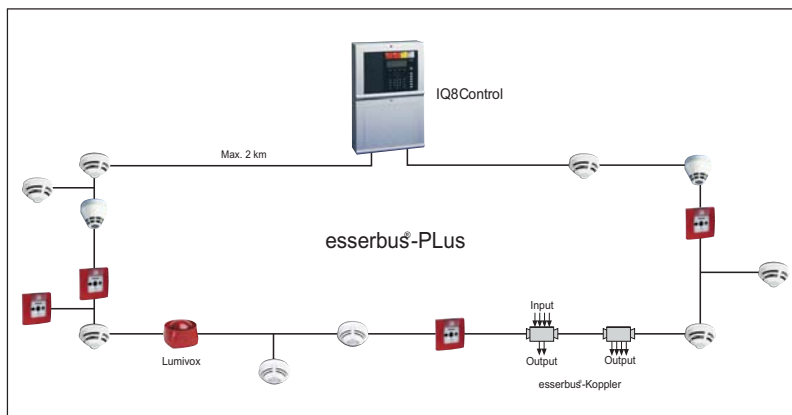 IQ8Control
Max. 2 km
esserbus®-PLus
Input
Lumivox
Output
Output
esserbus®-Koppler